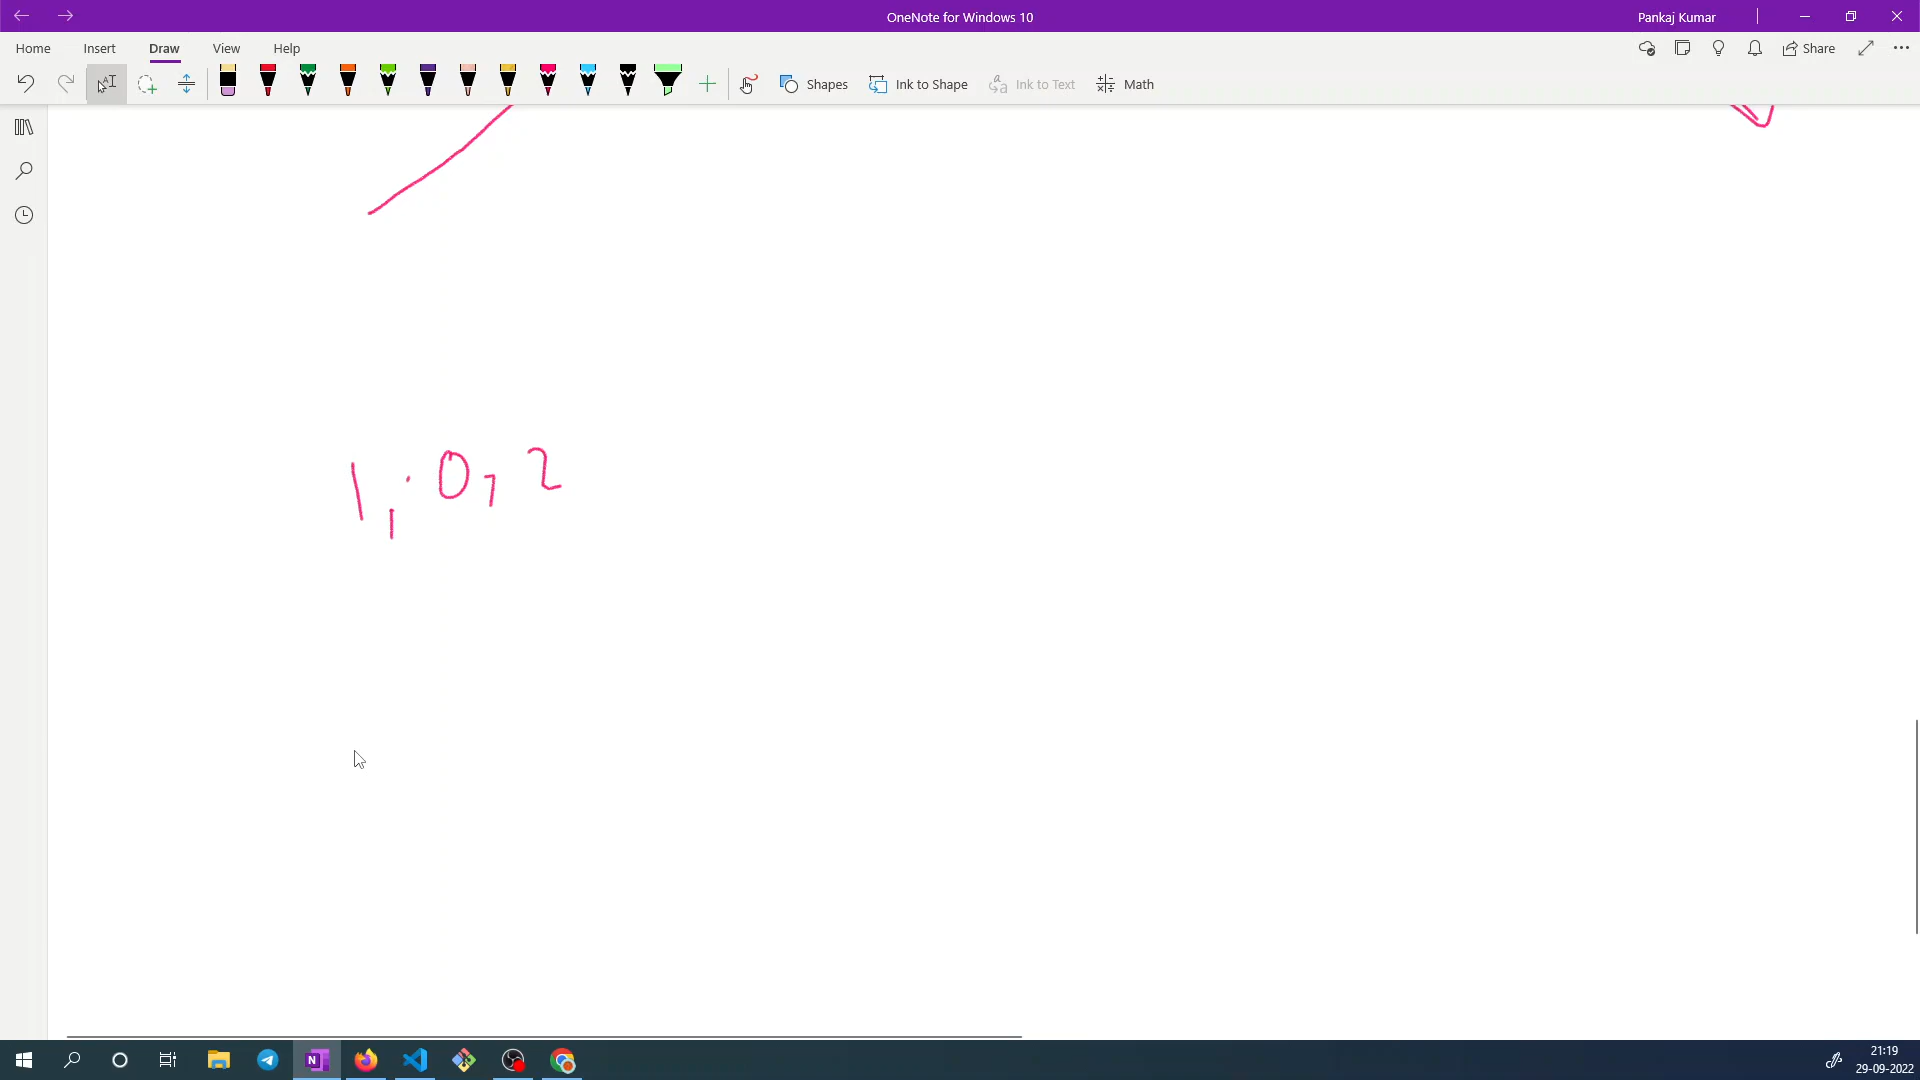 OneNote for Windows 10
Pankaj Kumar
Home Insert Draw View Help
Share
Shapes Ink to Shape Ink to Text Math
1, 0, 2
21:19
29-09-2022